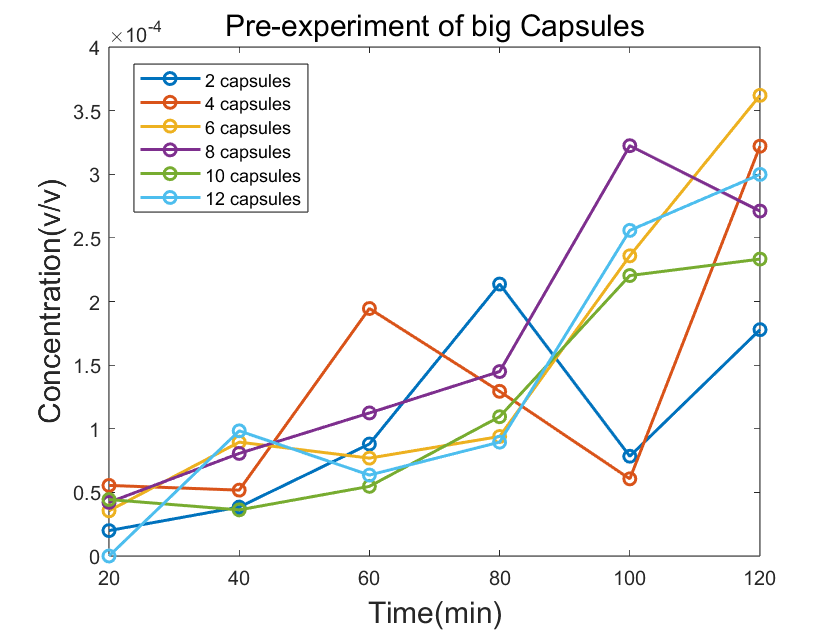 Pre-experiment of big Capsules
×10⁻⁴
4
3.5
3
2.5
2
1.5
1
0.5
0
Concentration(v/v)
2 capsules
4 capsules
6 capsules
8 capsules
10 capsules
12 capsules
20 40 60 80 100 120
Time(min)